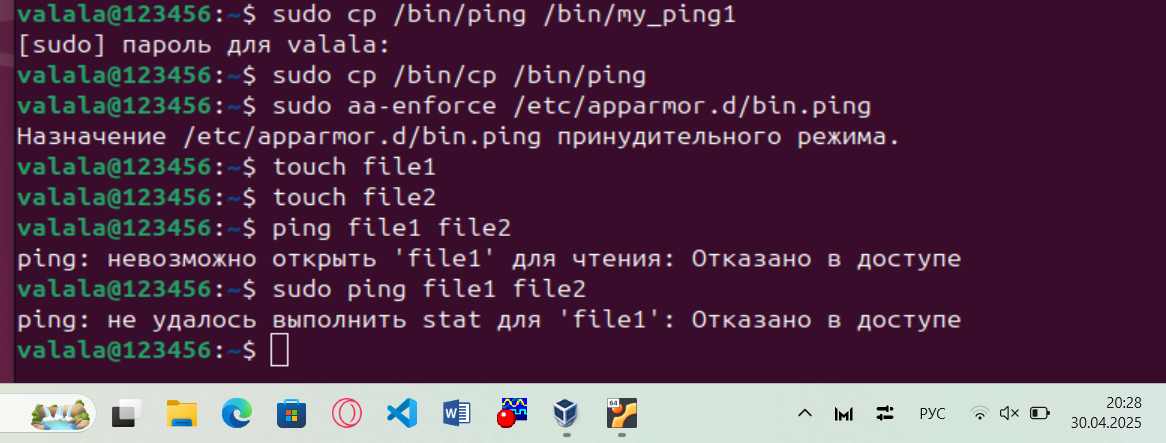 valala@123456:~$ sudo cp /bin/ping /bin/my_ping1
[sudo] пароль для valala:
valala@123456:~$ sudo cp /bin/cp /bin/ping
valala@123456:~$ sudo aa-enforce /etc/apparmor.d/bin.ping
Назначение /etc/apparmor.d/bin.ping принудительного режима.
valala@123456:~$ touch file1
valala@123456:~$ touch file2
valala@123456:~$ ping file1 file2
ping: невозможно открыть 'file1' для чтения: Отказано в доступе
valala@123456:~$ sudo ping file1 file2
ping: не удалось выполнить stat для 'file1': Отказано в доступе
valala@123456:~$
64
РУС
20:28
30.04.2025